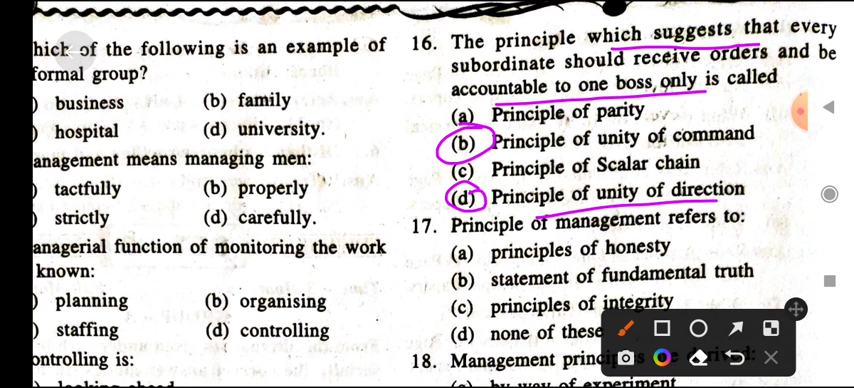 hich of the following is an example of
formal group?
) business (b) family
) hospital (d) university.
anagement means managing men:
) tactfully (b) properly
) strictly (d) carefully.
anagerial function of monitoring the work
known:
) planning (b) organising
) staffing (d) controlling
ontrolling is:
) looking ahead
16. The principle which suggests that every
subordinate should receive orders and be
accountable to one boss only is called
(a) Principle of parity
(b) Principle of unity of command
(c) Principle of Scalar chain
(d) Principle of unity of direction
17. Principle of management refers to:
(a) principles of honesty
(b) statement of fundamental truth
(c) principles of integrity
(d) none of these
18. Management principles are derived:
(a) by way of experiment